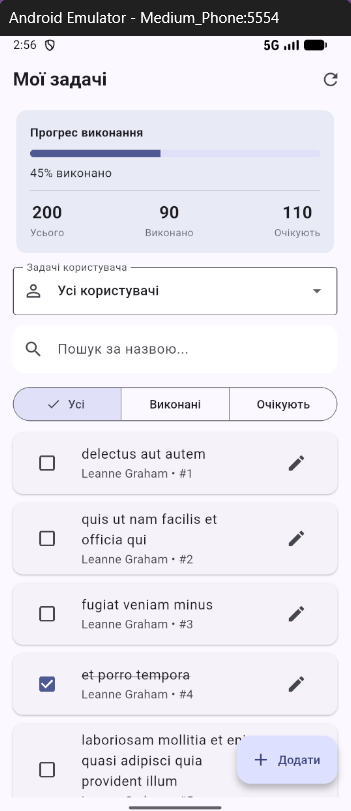 Android Emulator - Medium_Phone:5554
2:56
5G
Мої задачі
Прогрес виконання
45% виконано
200 90 110
Усього Виконано Очікують
Задачі користувача
Усі користувачі
Пошук за назвою...
Усі Виконані Очікують
delectus aut autem
Leanne Graham • #1
quis ut nam facilis et
officia qui
Leanne Graham • #2
fugiat veniam minus
Leanne Graham • #3
et porro tempora
Leanne Graham • #4
laboriosam mollitia et
quasi adipisci quia
provident illum
Додати